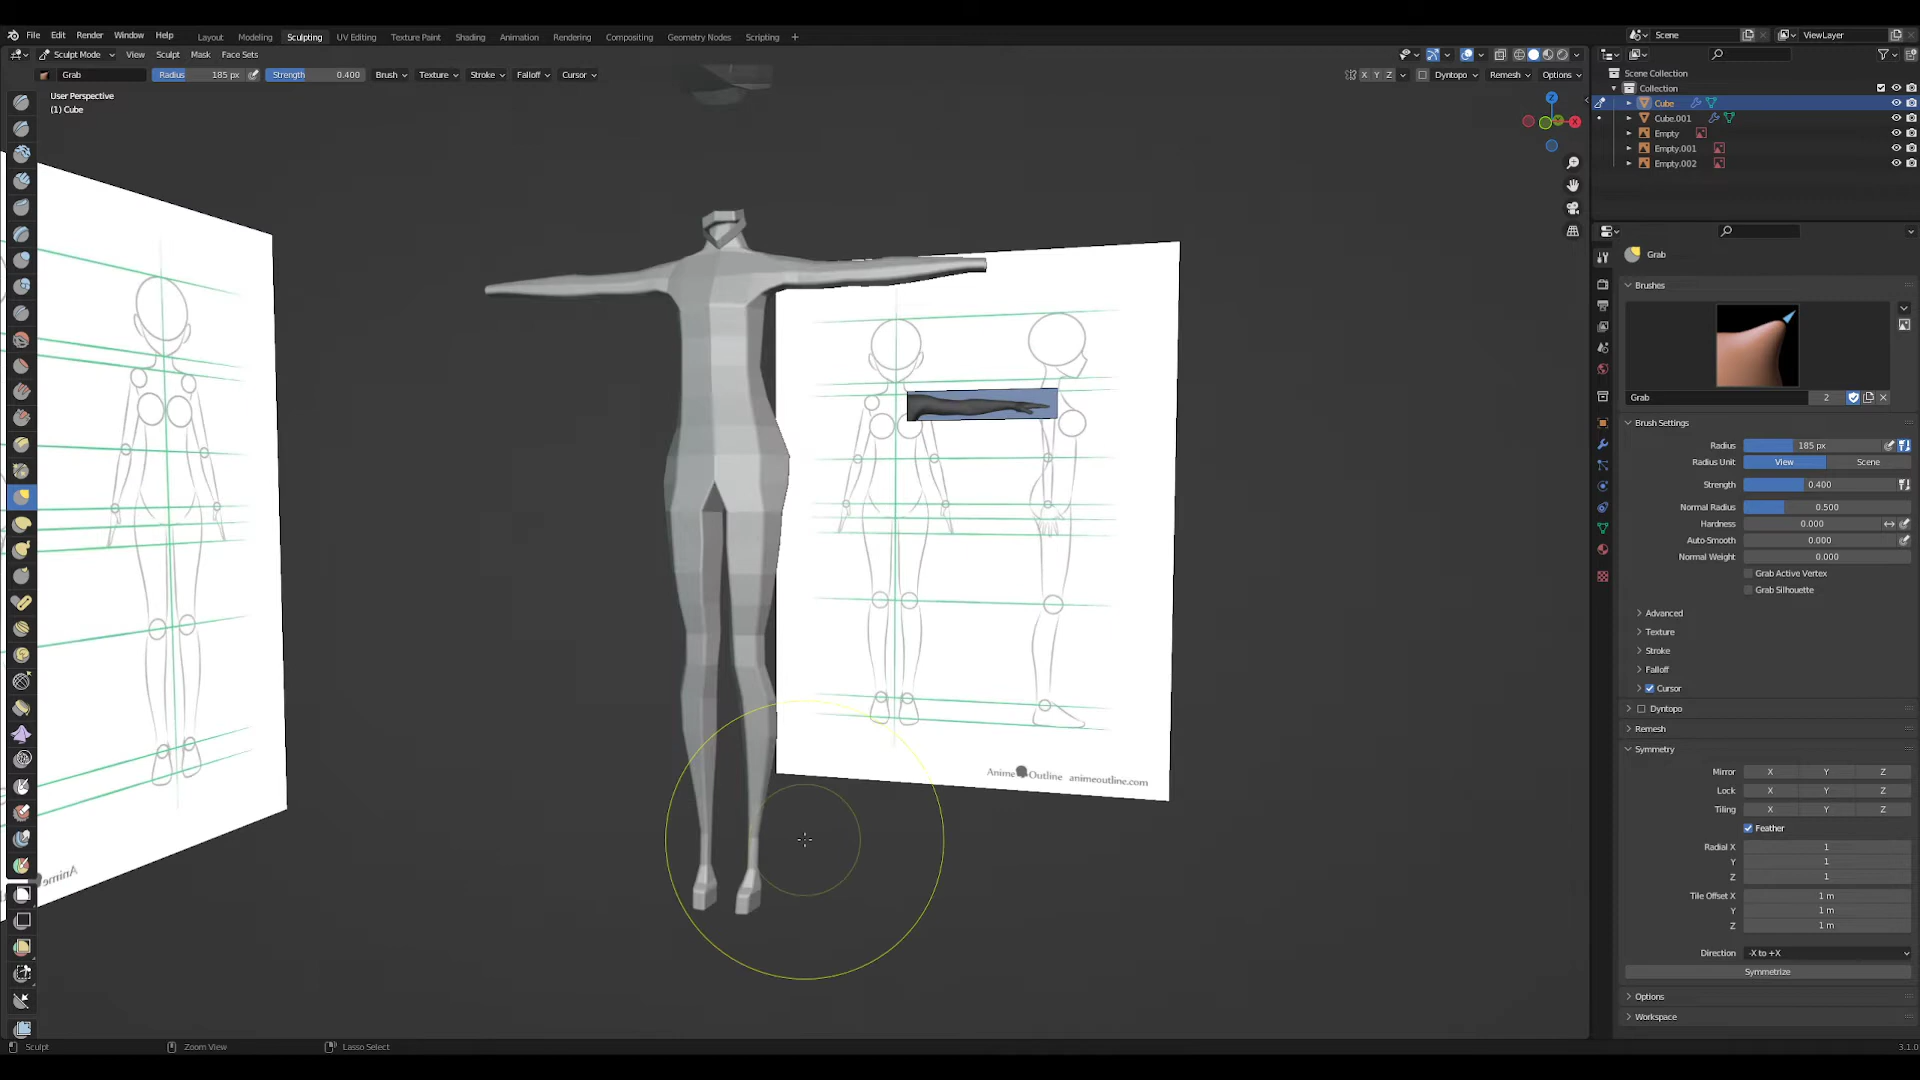 File Edit Render Window Help Layout Modeling Sculpting UV Editing Texture Paint Shading Animation Rendering Compositing Geometry Nodes Scripting + Scene ViewLayer
Sculpt Mode View Sculpt Mask Face Sets
Grab Radius 185 px Strength 0.400 Brush Texture Stroke Falloff Cursor X Y Z Dyntopo Remesh Options
User Perspective
(1) Cube
Z
X
Scene Collection
Collection
Cube
Cube.001
Empty
Empty.001
Empty.002
Grab
Brushes
Grab 2
Brush Settings
Radius 185 px
Radius Unit View Scene
Strength 0.400
Normal Radius 0.500
Hardness 0.000
Auto-Smooth 0.000
Normal Weight 0.000
Grab Active Vertex
Grab Silhouette
Advanced
Texture
Stroke
Falloff
Cursor
Dyntopo
Remesh
Symmetry
Mirror X Y Z
Lock X Y Z
Tiling X Y Z
Feather
Radial X 1
Y 1
Z 1
Tile Offset X 1 m
Y 1 m
Z 1 m
Direction -X to +X
Symmetrize
Options
Workspace
Anime Outline animeoutline.com
Anime
Sculpt Zoom View Lasso Select 3.1.0